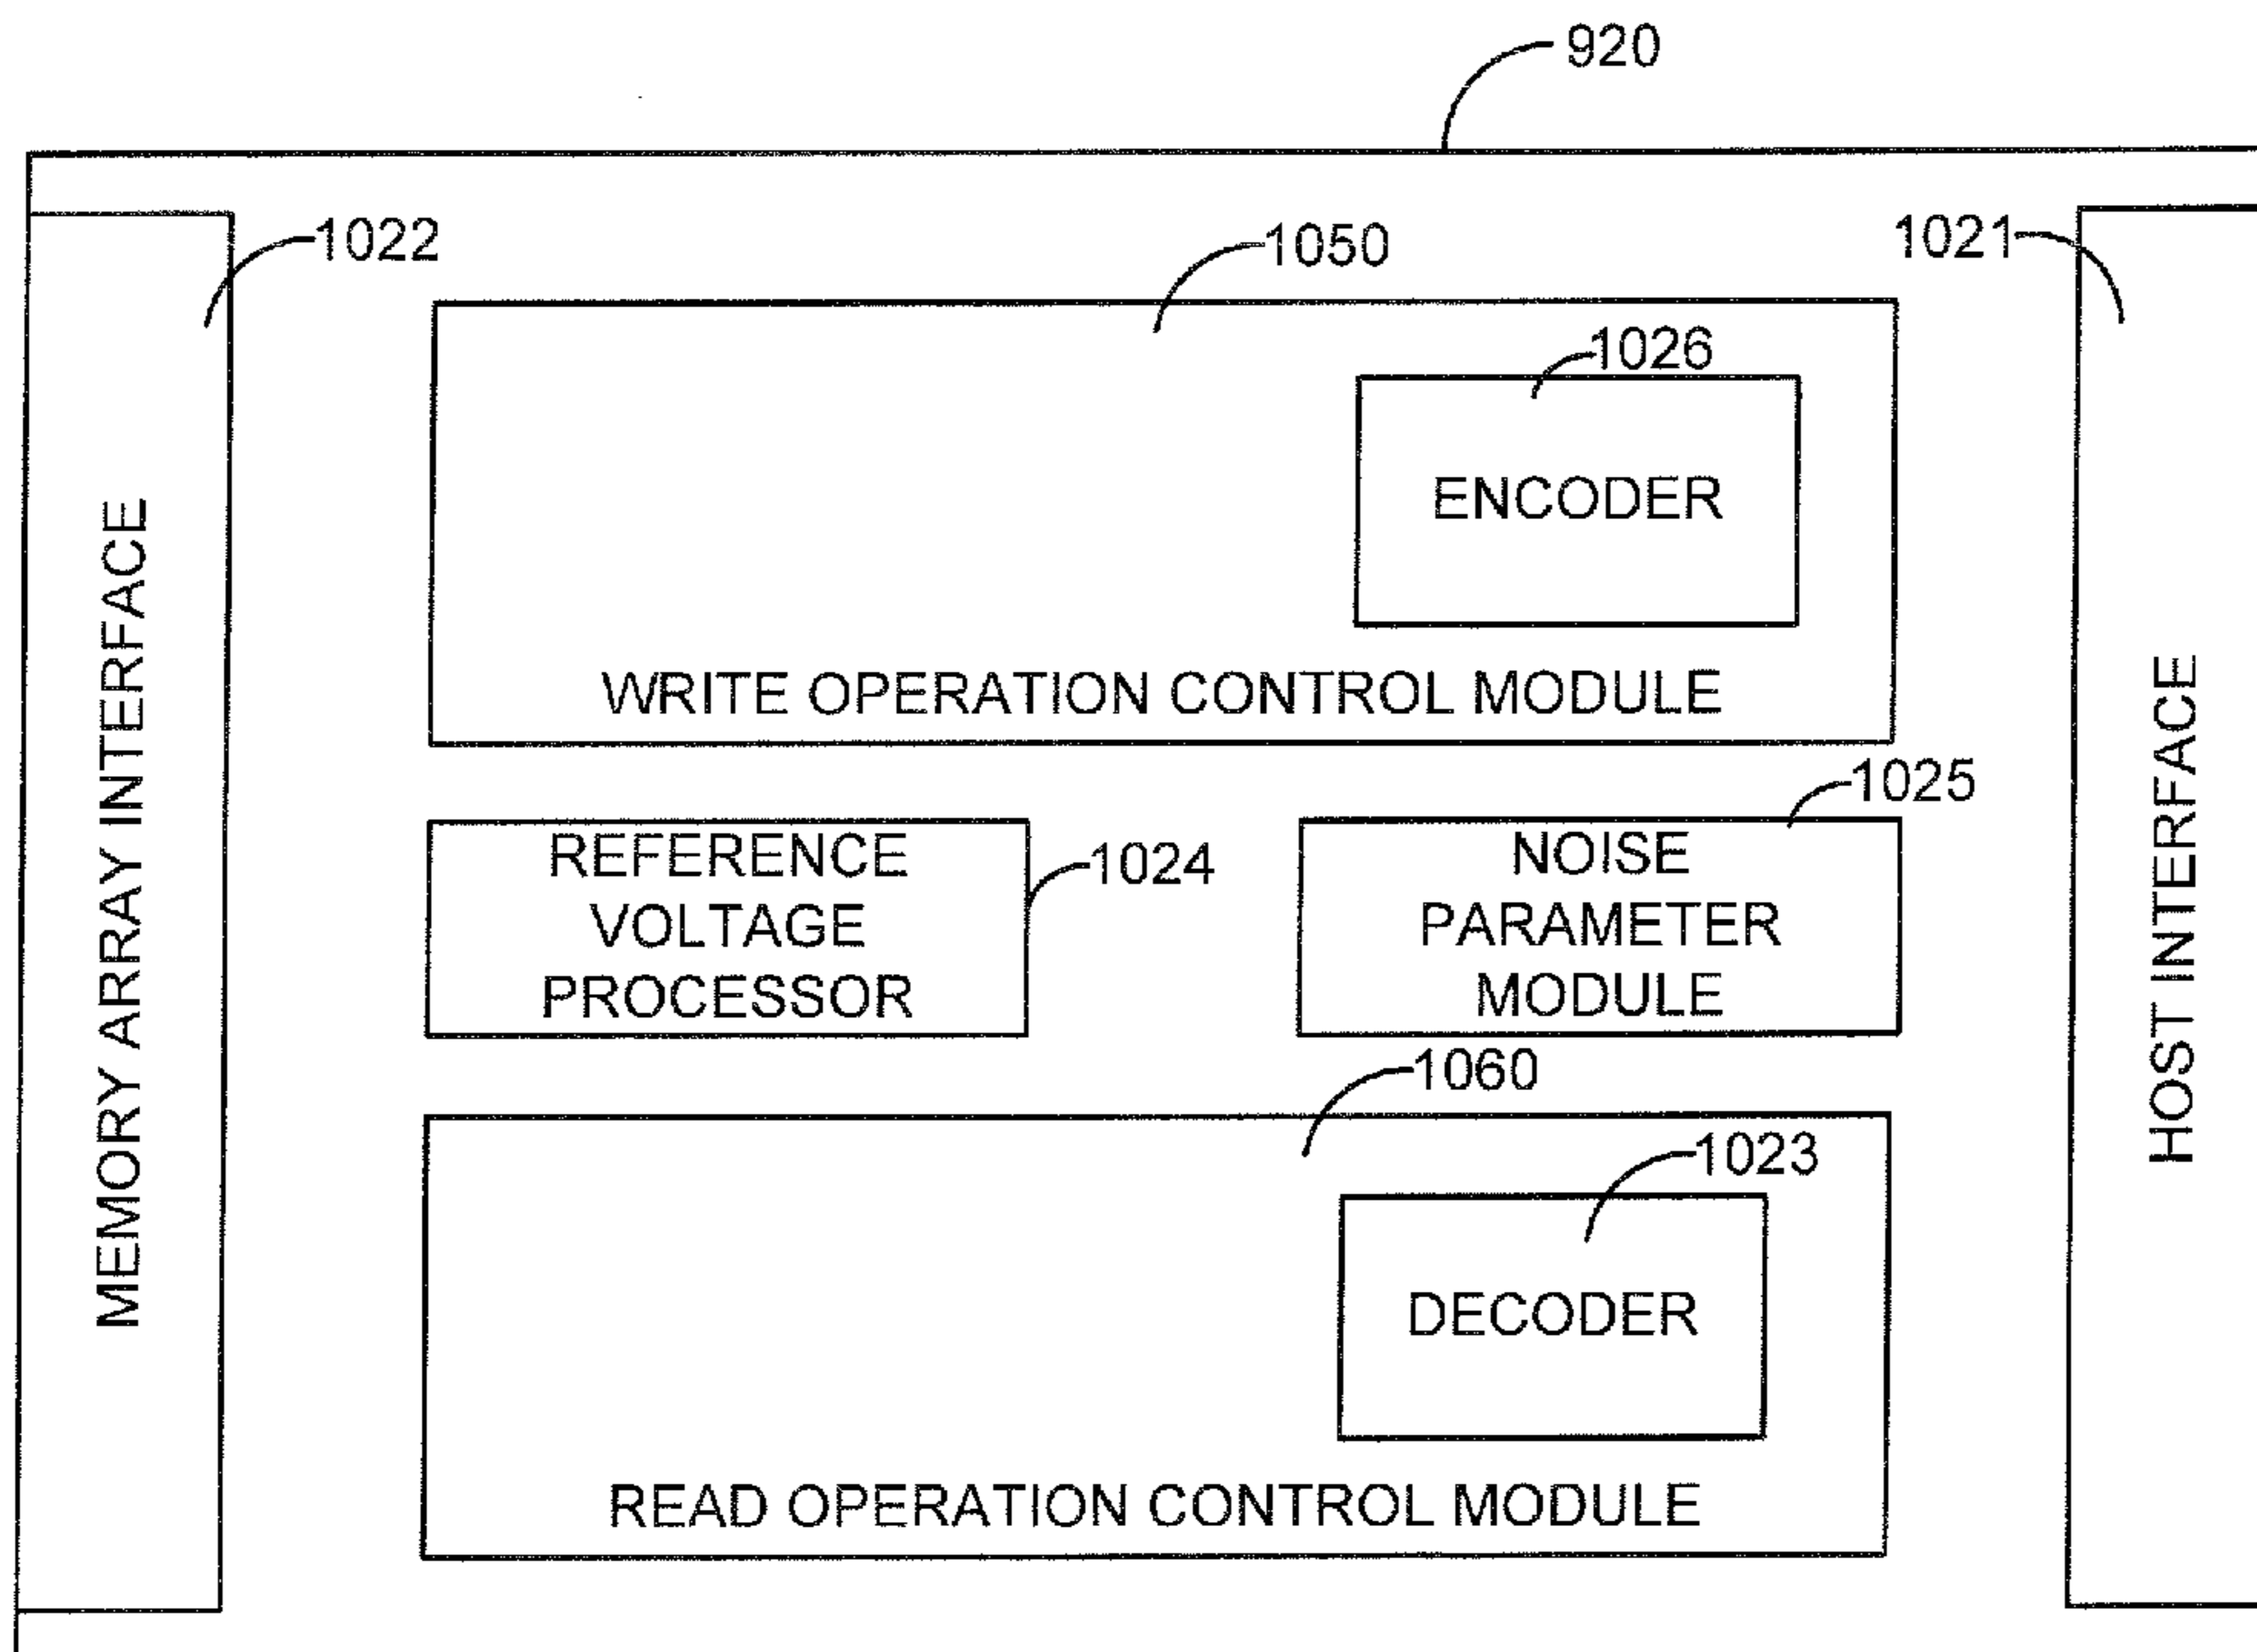 920
1022
1050
1021
1026
ENCODER
WRITE OPERATION CONTROL MODULE
MEMORY ARRAY INTERFACE
HOST INTERFACE
1025
REFERENCE
VOLTAGE
PROCESSOR
1024
NOISE
PARAMETER
MODULE
1060
1023
DECODER
READ OPERATION CONTROL MODULE